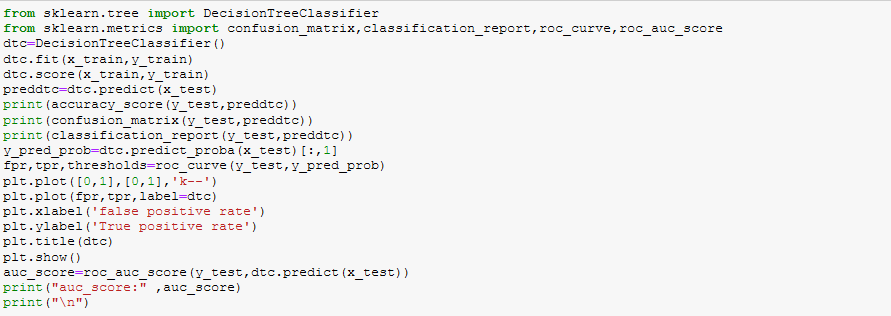 from sklearn.tree import DecisionTreeClassifier
from sklearn.metrics import confusion_matrix,classification_report,roc_curve,roc_auc_score
dtc=DecisionTreeClassifier()
dtc.fit(x_train,y_train)
dtc.score(x_train,y_train)
preddtc=dtc.predict(x_test)
print(accuracy_score(y_test,preddtc))
print(confusion_matrix(y_test,preddtc))
print(classification_report(y_test,preddtc))
y_pred_prob=dtc.predict_proba(x_test)[:,1]
fpr,tpr,thresholds=roc_curve(y_test,y_pred_prob)
plt.plot([0,1],[0,1],'k--')
plt.plot(fpr,tpr,label=dtc)
plt.xlabel('false positive rate')
plt.ylabel('True positive rate')
plt.title(dtc)
plt.show()
auc_score=roc_auc_score(y_test,dtc.predict(x_test))
print("auc_score:" ,auc_score)
print("\n")